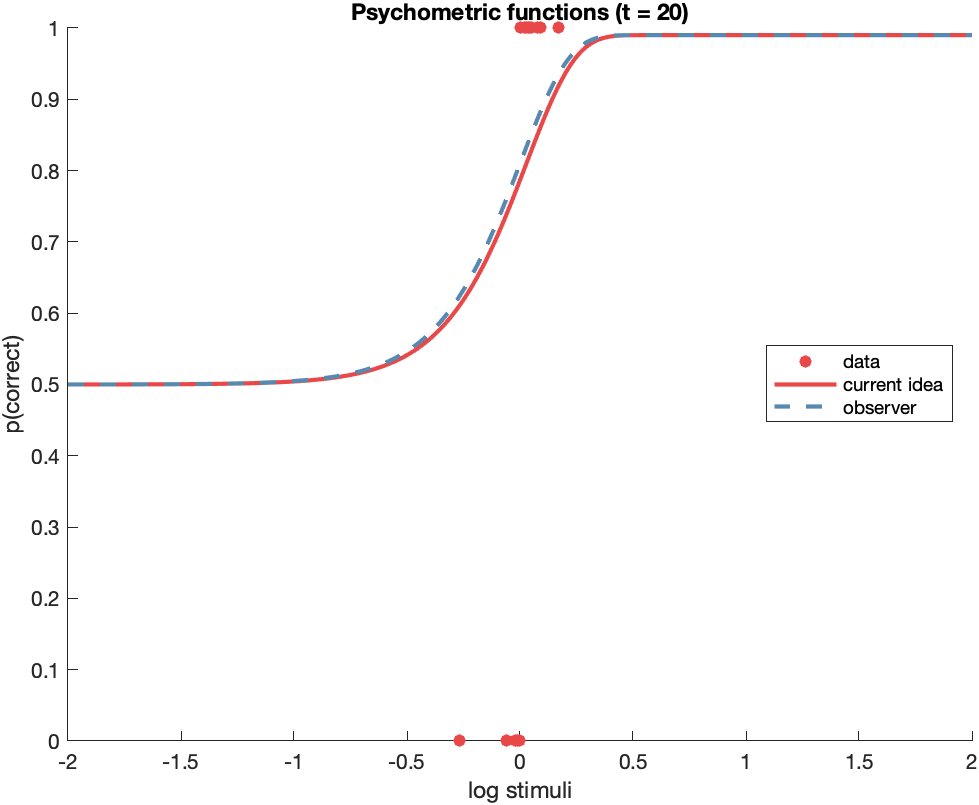 Psychometric functions (t = 20)
1
0.9
0.8
0.7
0.6
0.5
0.4
0.3
0.2
0.1
0
p(correct)
data
current idea
observer
-2 -1.5 -1 -0.5 0 0.5 1 1.5 2
log stimuli